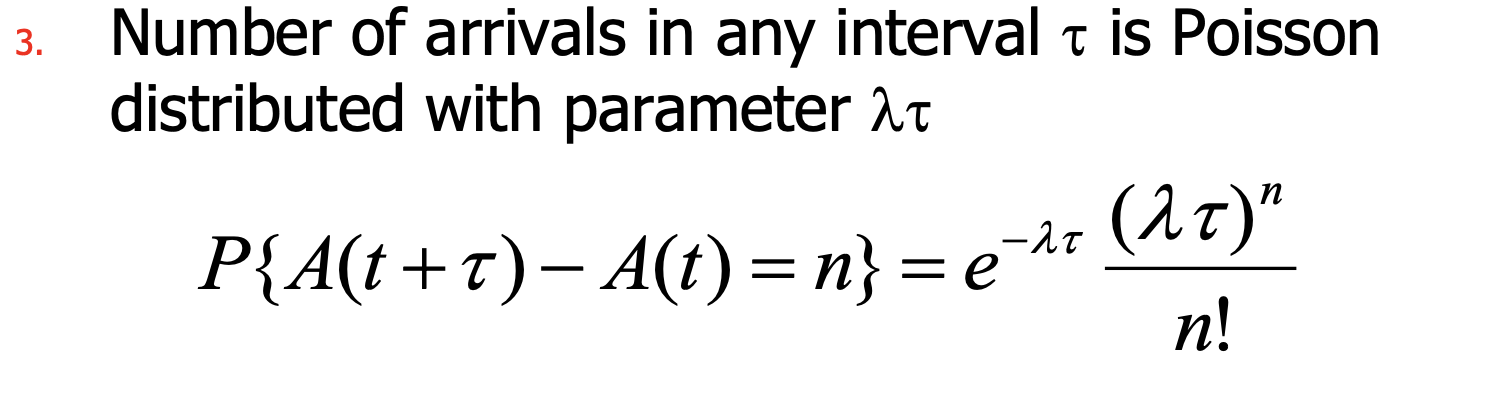 3. Number of arrivals in any interval τ is Poisson
distributed with parameter λτ
P{A(t + τ) − A(t) = n} = e^{−λτ} (λτ)^n / n!